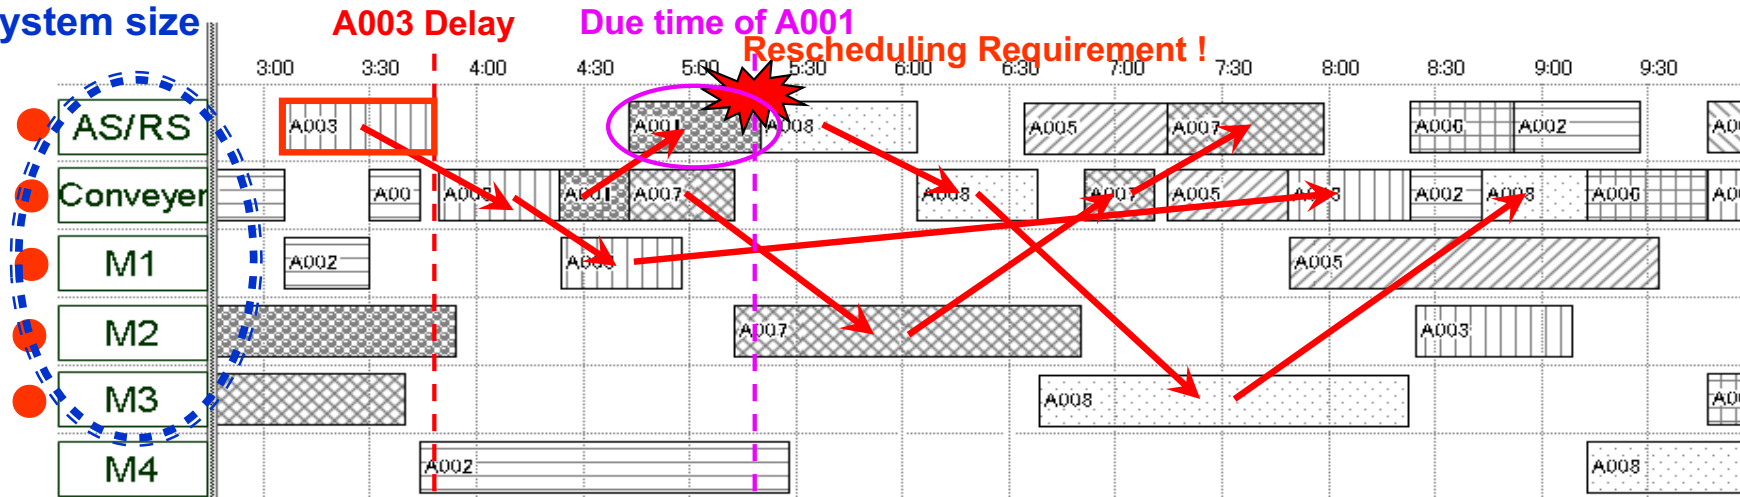 ystem size
A003 Delay
Due time of A001
Rescheduling Requirement !
3:00 3:30 4:00 4:30 5:00 5:30 6:00 6:30 7:00 7:30 8:00 8:30 9:00 9:30
AS/RS A003 A001 A008 A005 A007 A006 A002
Conveyer A00 A001 A007 A008 A007 A005 A002 A008 A006
M1 A002 A005
M2 A007 A003
M3 A008
M4 A002 A008